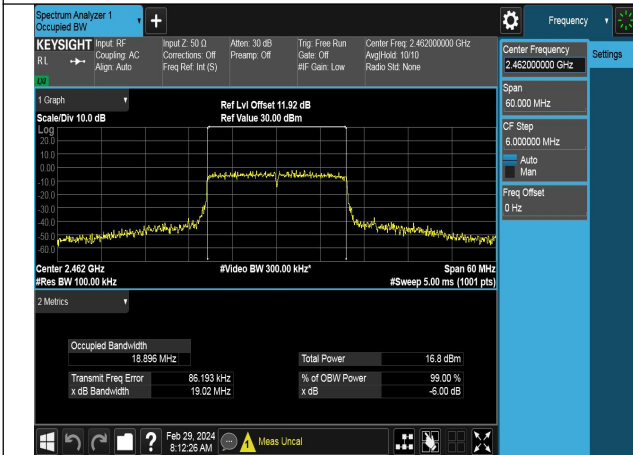 Spectrum Analyzer 1
Occupied BW
Frequency
KEYSIGHT Input: RF
R L
Coupling: AC
Align: Auto
Input Z: 50 Ω
Corrections: Off
Freq Ref: Int (S)
Atten: 30 dB
Preamp: Off
Trig: Free Run
Gate: Off
#IF Gain: Low
Center Freq: 2.462000000 GHz
Avg|Hold: 10/10
Radio Std: None
LXI
Center Frequency
2.462000000 GHz
Settings
Span
60.000 MHz
CF Step
6.000000 MHz
Auto
Man
Freq Offset
0 Hz
1 Graph
Scale/Div 10.0 dB
Ref Lvl Offset 11.92 dB
Ref Value 30.00 dBm
Log
20.0
10.0
0.00
-10.0
-20.0
-30.0
-40.0
-50.0
-60.0
Center 2.462 GHz
#Res BW 100.00 kHz
#Video BW 300.00 kHz*
Span 60 MHz
#Sweep 5.00 ms (1001 pts)
2 Metrics
Occupied Bandwidth
18.896 MHz
Total Power 16.8 dBm
Transmit Freq Error 86.193 kHz
% of OBW Power 99.00 %
x dB Bandwidth 19.02 MHz
x dB -6.00 dB
?
Feb 29, 2024
8:12:26 AM
Meas Uncal